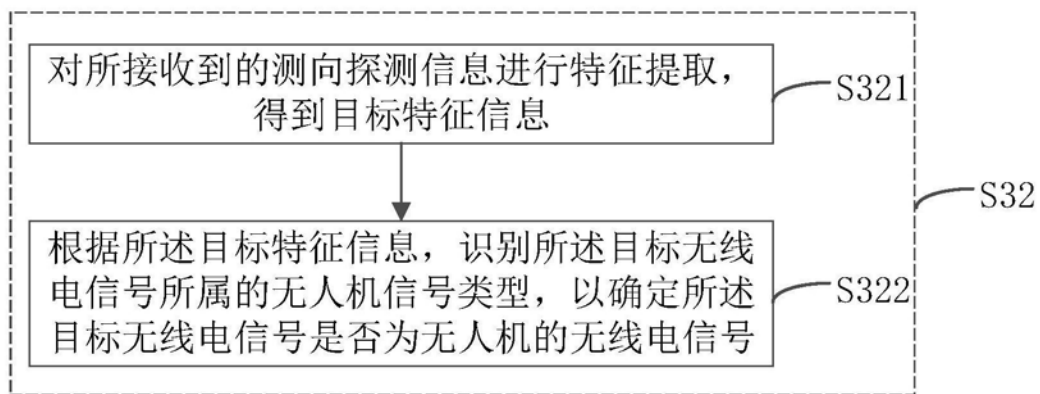 对所接收到的测向探测信息进行特征提取，
得到目标特征信息
S321
S32
根据所述目标特征信息，识别所述目标无线
电信号所属的无人机信号类型，以确定所述
目标无线电信号是否为无人机的无线电信号
S322